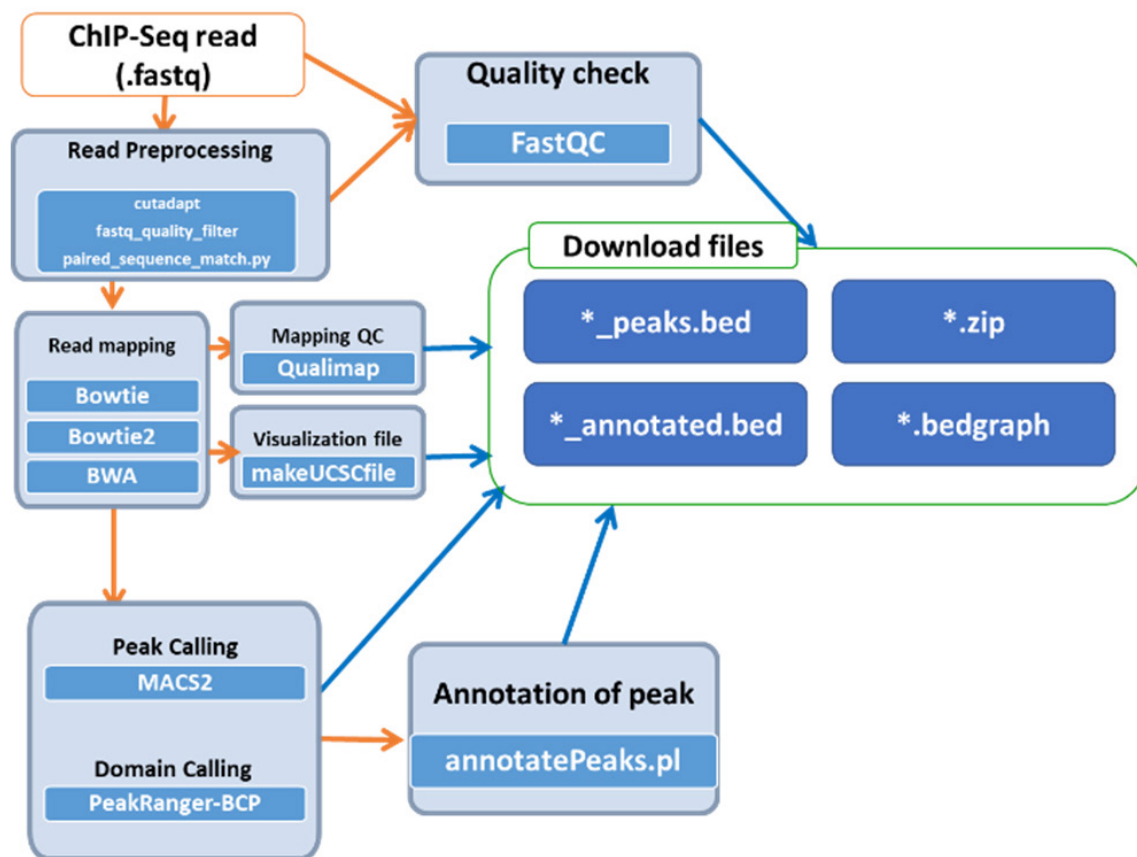 ChIP-Seq read
(.fastq)
Quality check
FastQC
Read Preprocessing
cutadapt
fastq_quality_filter
paired_sequence_match.py
Download files
*_peaks.bed
*.zip
*_annotated.bed
*.bedgraph
Read mapping
Bowtie
Bowtie2
BWA
Mapping QC
Qualimap
Visualization file
makeUCSCfile
Peak Calling
MACS2
Domain Calling
PeakRanger-BCP
Annotation of peak
annotatePeaks.pl